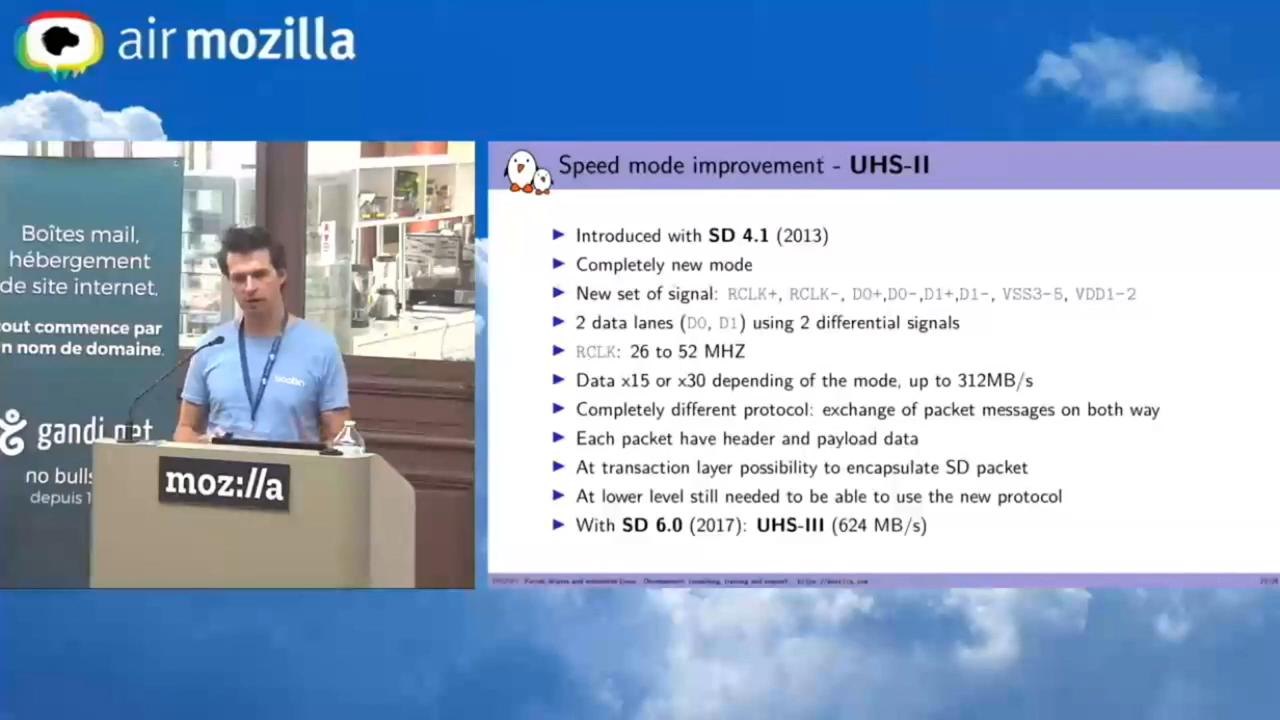 air mozilla
Boîtes mail,
hébergement
de site internet.
tout commence par
n nom de domaine.
gandi.net
no bulls
depuis 1
moz://a
Speed mode improvement - UHS-II
Introduced with SD 4.1 (2013)
Completely new mode
New set of signal: RCLK+, RCLK-, D0+,D0-,D1+,D1-, VSS3-5, VDD1-2
2 data lanes (D0, D1) using 2 differential signals
RCLK: 26 to 52 MHZ
Data x15 or x30 depending of the mode, up to 312MB/s
Completely different protocol: exchange of packet messages on both way
Each packet have header and payload data
At transaction layer possibility to encapsulate SD packet
At lower level still needed to be able to use the new protocol
With SD 6.0 (2017): UHS-III (624 MB/s)